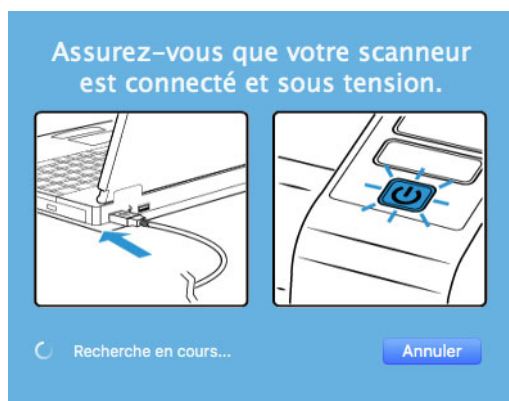 Assurez-vous que votre scanneur
est connecté et sous tension.
Recherche en cours...
Annuler